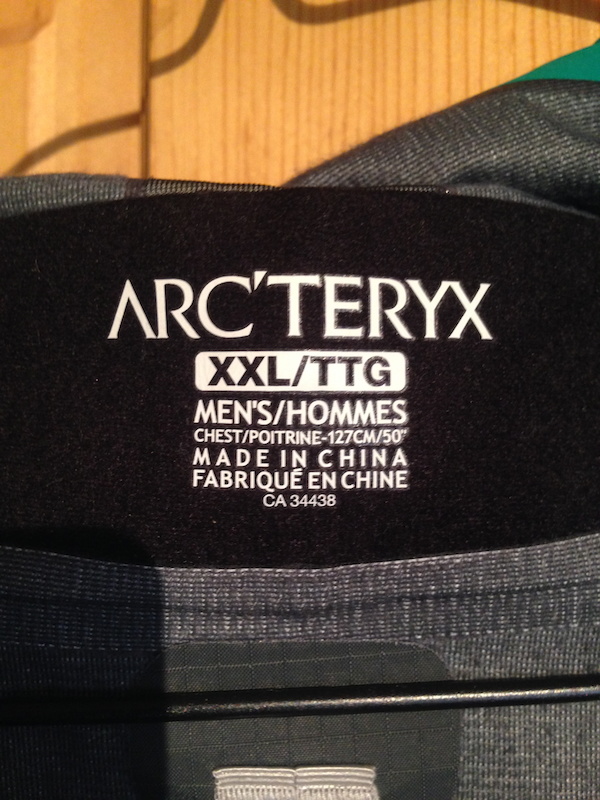 ARC'TERYX
XXL/TTG
MEN'S/HOMMES
CHEST/POITRINE-127CM/50"
MADE IN CHINA
FABRIQUÉ EN CHINE
CA 34438